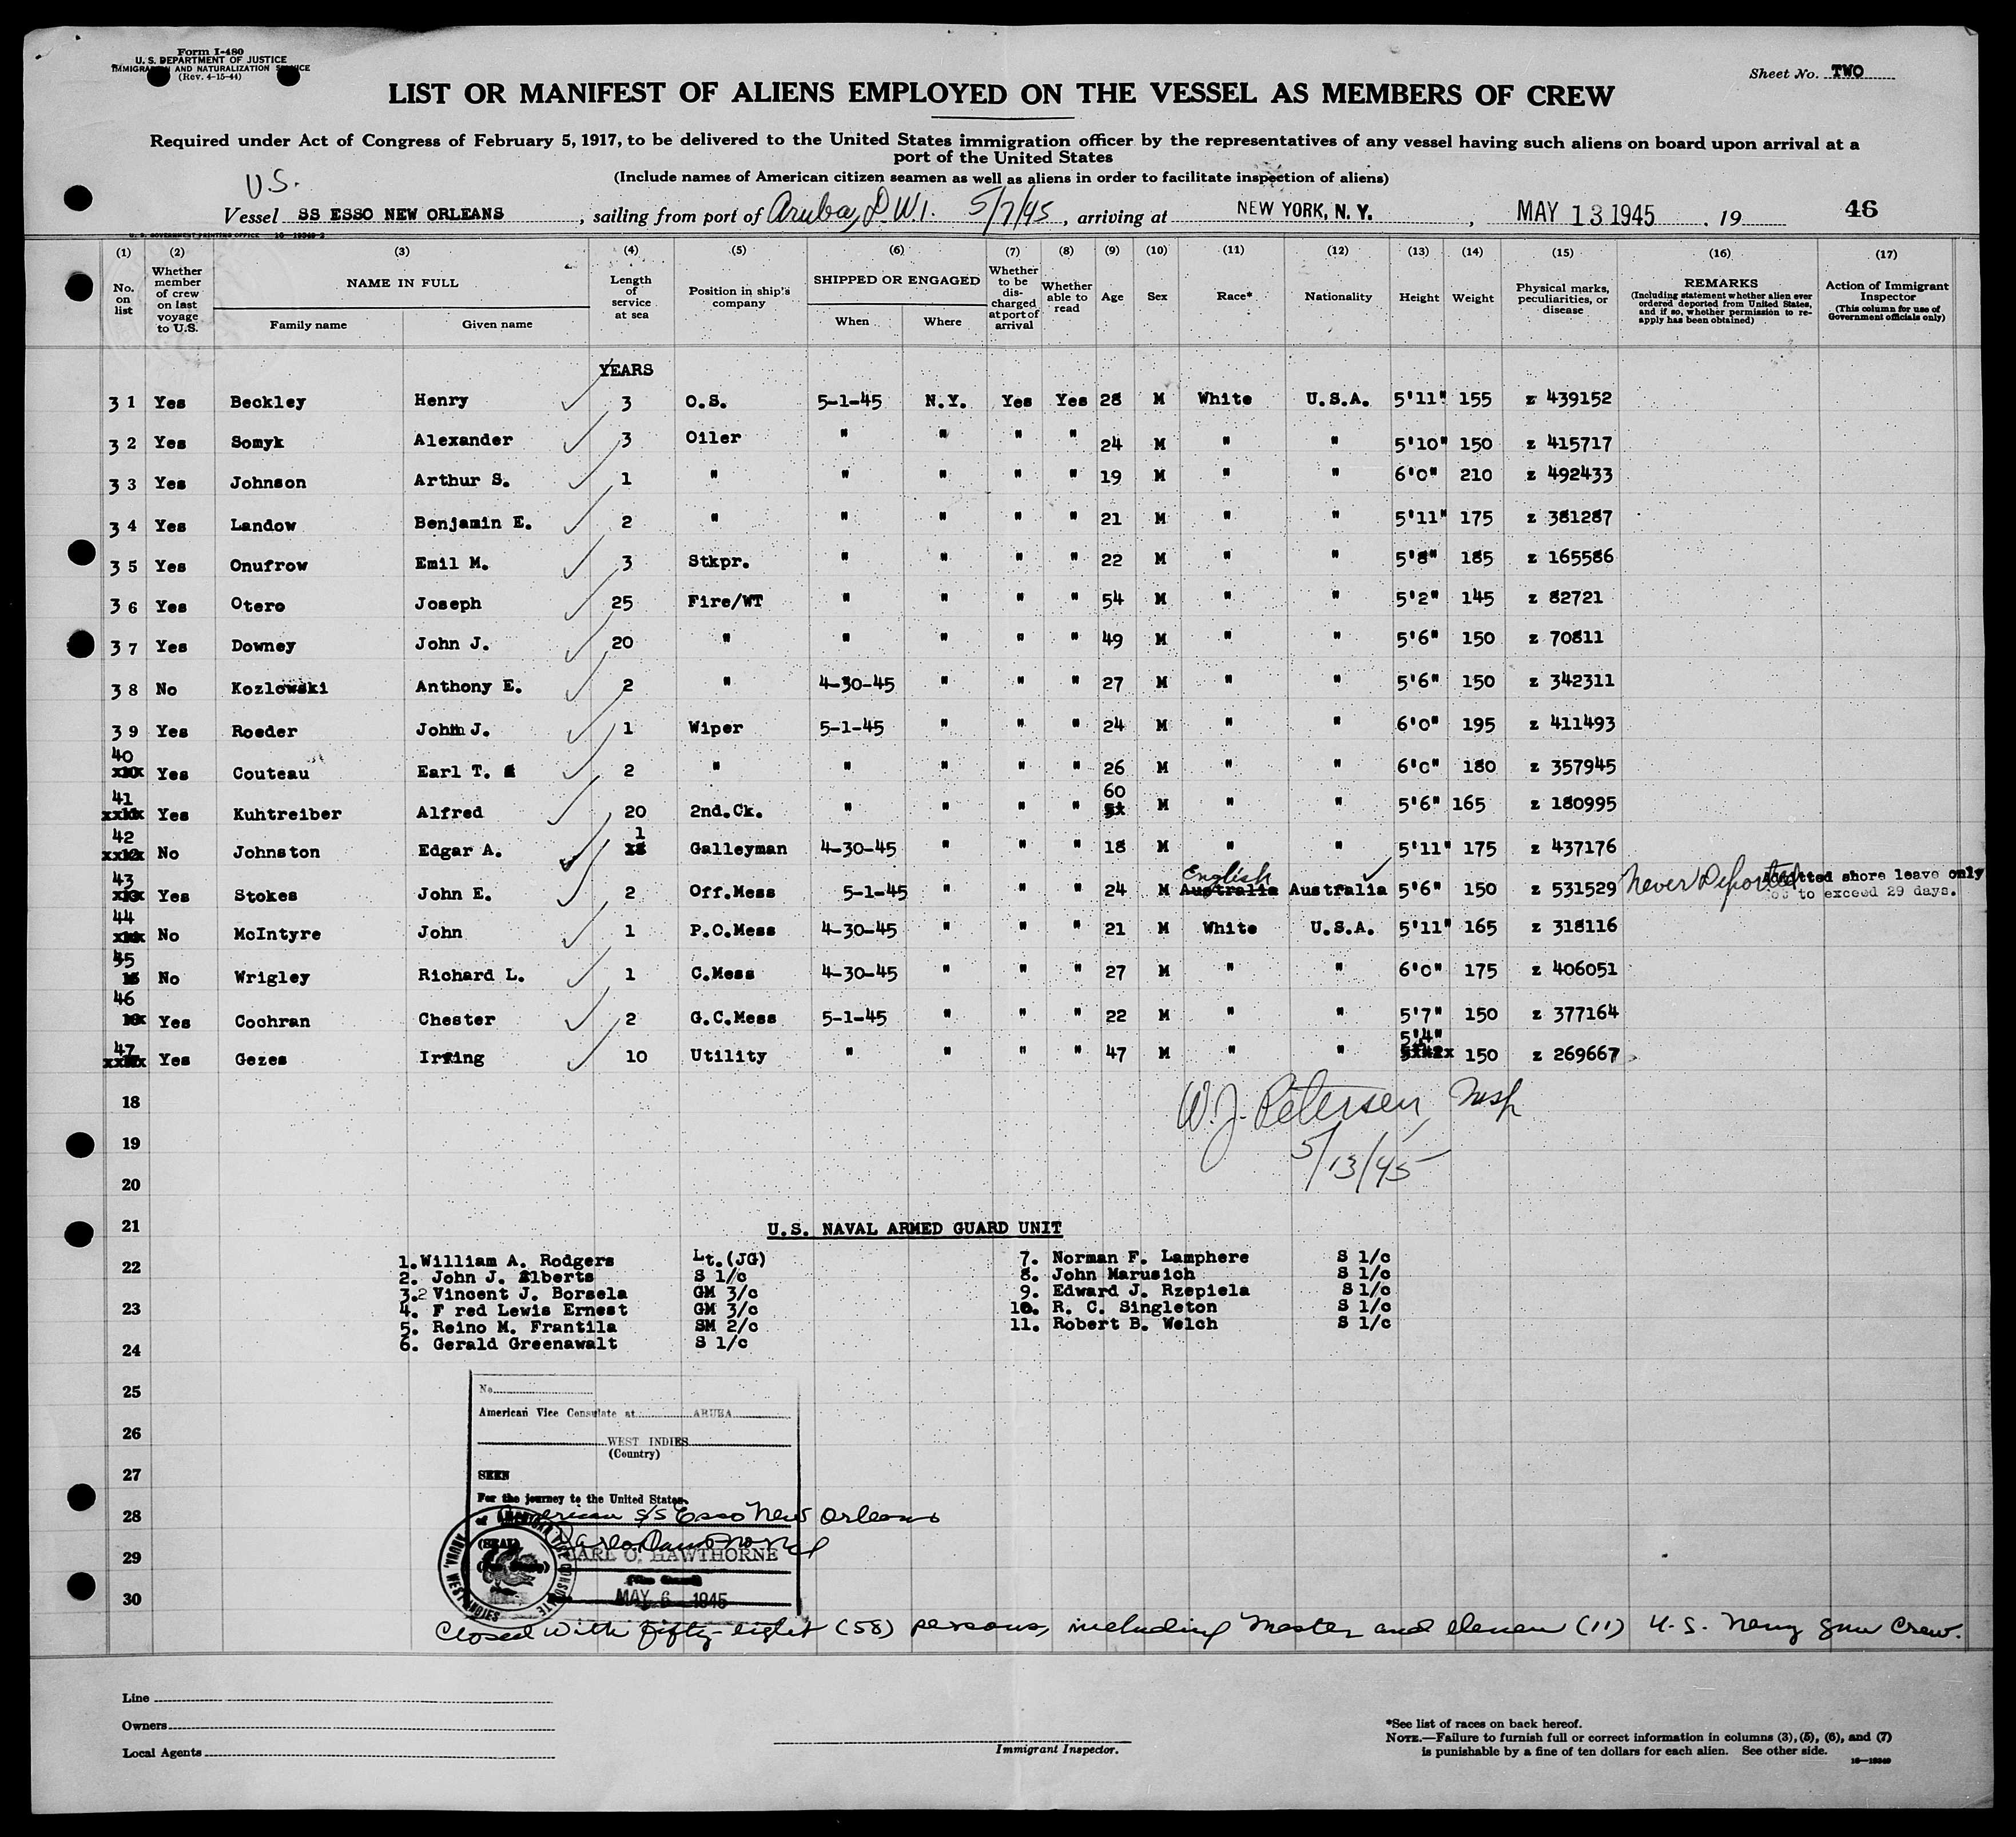 Form I-480
U. S. DEPARTMENT OF JUSTICE
IMMIGRATION AND NATURALIZATION SERVICE
(Rev. 4-15-44)
Sheet No. TWO
LIST OR MANIFEST OF ALIENS EMPLOYED ON THE VESSEL AS MEMBERS OF CREW
Required under Act of Congress of February 5, 1917, to be delivered to the United States immigration officer by the representatives of any vessel having such aliens on board upon arrival at a
port of the United States
(Include names of American citizen seamen as well as aliens in order to facilitate inspection of aliens)
U.S.
Vessel SS ESSO NEW ORLEANS, sailing from port of Aruba, D.W.I. 5/7/45, arriving at NEW YORK, N. Y., MAY 13 1945, 19 46
U. S. GOVERNMENT PRINTING OFFICE 16—19349-2
(1) (2) (3) (4) (5) (6) (7) (8) (9) (10) (11) (12) (13) (14) (15) (16) (17)
No. on list
Whether member of crew on last voyage to U.S.
NAME IN FULL
Family name Given name
Length of service at sea
Position in ship's company
SHIPPED OR ENGAGED
When Where
Whether to be discharged at port of arrival
Whether able to read
Age Sex Race* Nationality Height Weight
Physical marks, peculiarities, or disease
REMARKS
(Including statement whether alien ever ordered deported from United States, and if so, whether permission to reapply has been obtained)
Action of Immigrant Inspector
(This column for use of Government officials only)
YEARS
31 Yes Beckley Henry 3 O.S. 5-1-45 N.Y. Yes Yes 28 M White U.S.A. 5'11" 155 z 439152
32 Yes Somyk Alexander 3 Oiler " " " " 24 M " " 5'10" 150 z 415717
33 Yes Johnson Arthur S. 1 " " " " " 19 M " " 6'0" 210 z 492433
34 Yes Landow Benjamin E. 2 " " " " " 21 M " " 5'11" 175 z 381287
35 Yes Onufrow Emil M. 3 Stkpr. " " " " 22 M " " 5'8" 185 z 165586
36 Yes Otero Joseph 25 Fire/WT " " " " 54 M " " 5'2" 145 z 82721
37 Yes Downey John J. 20 " " " " " 49 M " " 5'6" 150 z 70811
38 No Kozlowski Anthony E. 2 " 4-30-45 " " " 27 M " " 5'6" 150 z 342311
39 Yes Roeder John J. 1 Wiper 5-1-45 " " " 24 M " " 6'0" 195 z 411493
40 Yes Couteau Earl T. 2 " " " " " 26 M " " 6'0" 180 z 357945
41 Yes Kuhtreiber Alfred 20 2nd.Ck. " " " " 60 M " " 5'6" 165 z 180995
42 No Johnston Edgar A. 1 Galleyman 4-30-45 " " " 18 M " " 5'11" 175 z 437176
43 Yes Stokes John E. 2 Off.Mess 5-1-45 " " " 24 M English Australia Australia 5'6" 150 z 531529 Never Deported Admitted shore leave only
not to exceed 29 days.
44 No McIntyre John 1 P.O.Mess 4-30-45 " " " 21 M White U.S.A. 5'11" 165 z 318116
45 No Wrigley Richard L. 1 C.Mess 4-30-45 " " " 27 M " " 6'0" 175 z 406051
46 Yes Cochran Chester 2 G.C.Mess 5-1-45 " " " 22 M " " 5'7" 150 z 377164
47 Yes Gezes Irving 10 Utility " " " " 47 M " " 5'4" 150 z 269667
18
W. J. Petersen, Insp
19
5/13/45
20
21
U.S. NAVAL ARMED GUARD UNIT
22
1. William A. Rodgers Lt.(JG) 7. Norman F. Lamphere S 1/c
2. John J. Alberts S 1/c 8. John Marusich S 1/c
3. Vincent J. Borsela GM 3/c 9. Edward J. Rzepiela S 1/c
23
4. F red Lewis Ernest GM 3/c 10. R. C. Singleton S 1/c
5. Reino M. Frantila SM 2/c 11. Robert B. Welch S 1/c
6. Gerald Greenawalt S 1/c
24
25
No.
American Vice Consulate at ARUBA
26
WEST INDIES
(Country)
27
SEEN
For the journey to the United States
28
American S/S Esso New Orleans
(SEAL)
29
CARL O. HAWTHORNE
30
MAY 6 1945
AMERICAN VICE CONSULATE ARUBA, WEST INDIES
Closed with fifty-eight (58) persons, including Master and eleven (11) U.S. Navy Gun Crew.
Line
Owners
Local Agents
Immigrant Inspector.
*See list of races on back hereof.
NOTE.—Failure to furnish full or correct information in columns (3), (5), (6), and (7)
is punishable by a fine of ten dollars for each alien. See other side.
16—19349